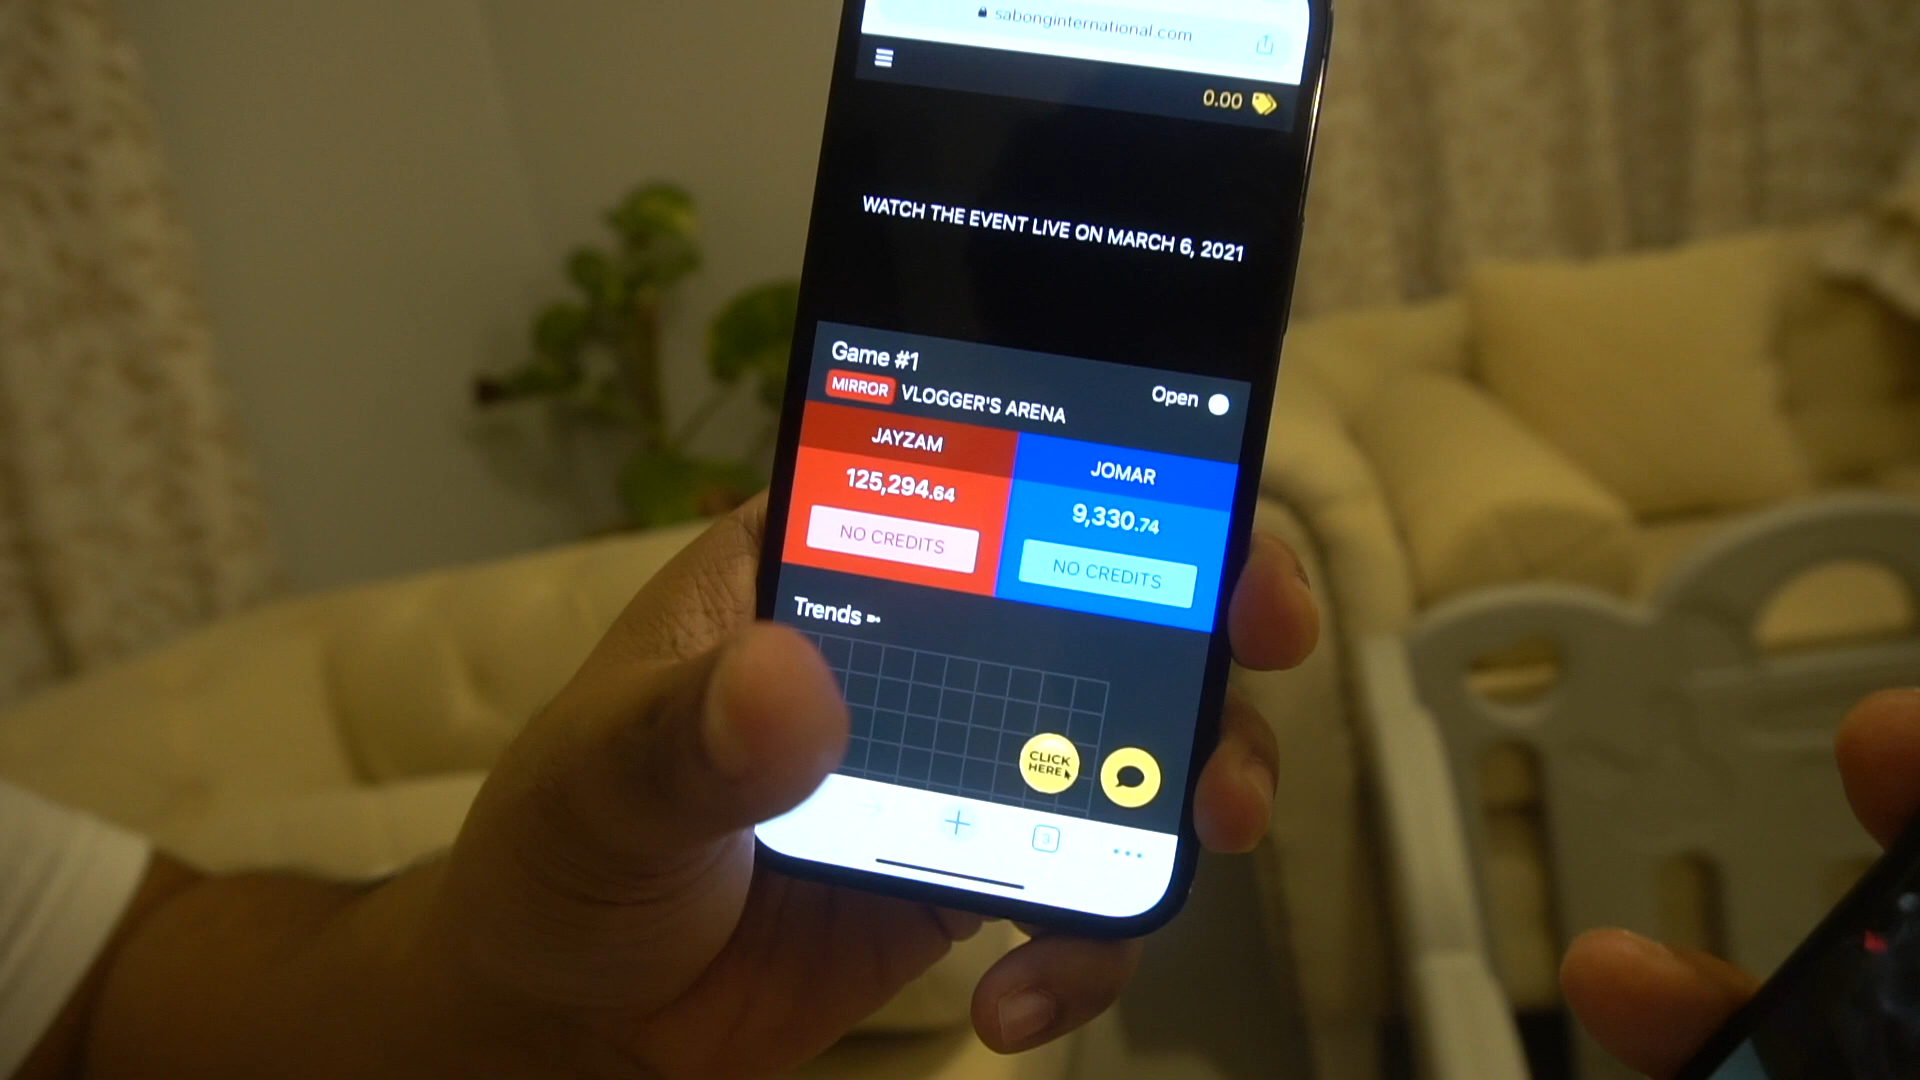 sabonginternational.com
0.00
WATCH THE EVENT LIVE ON MARCH 6, 2021
Game #1
MIRROR VLOGGER'S ARENA
Open
JAYZAM
JOMAR
125,294.64
9,330.74
NO CREDITS
NO CREDITS
Trends
CLICK
HERE
3